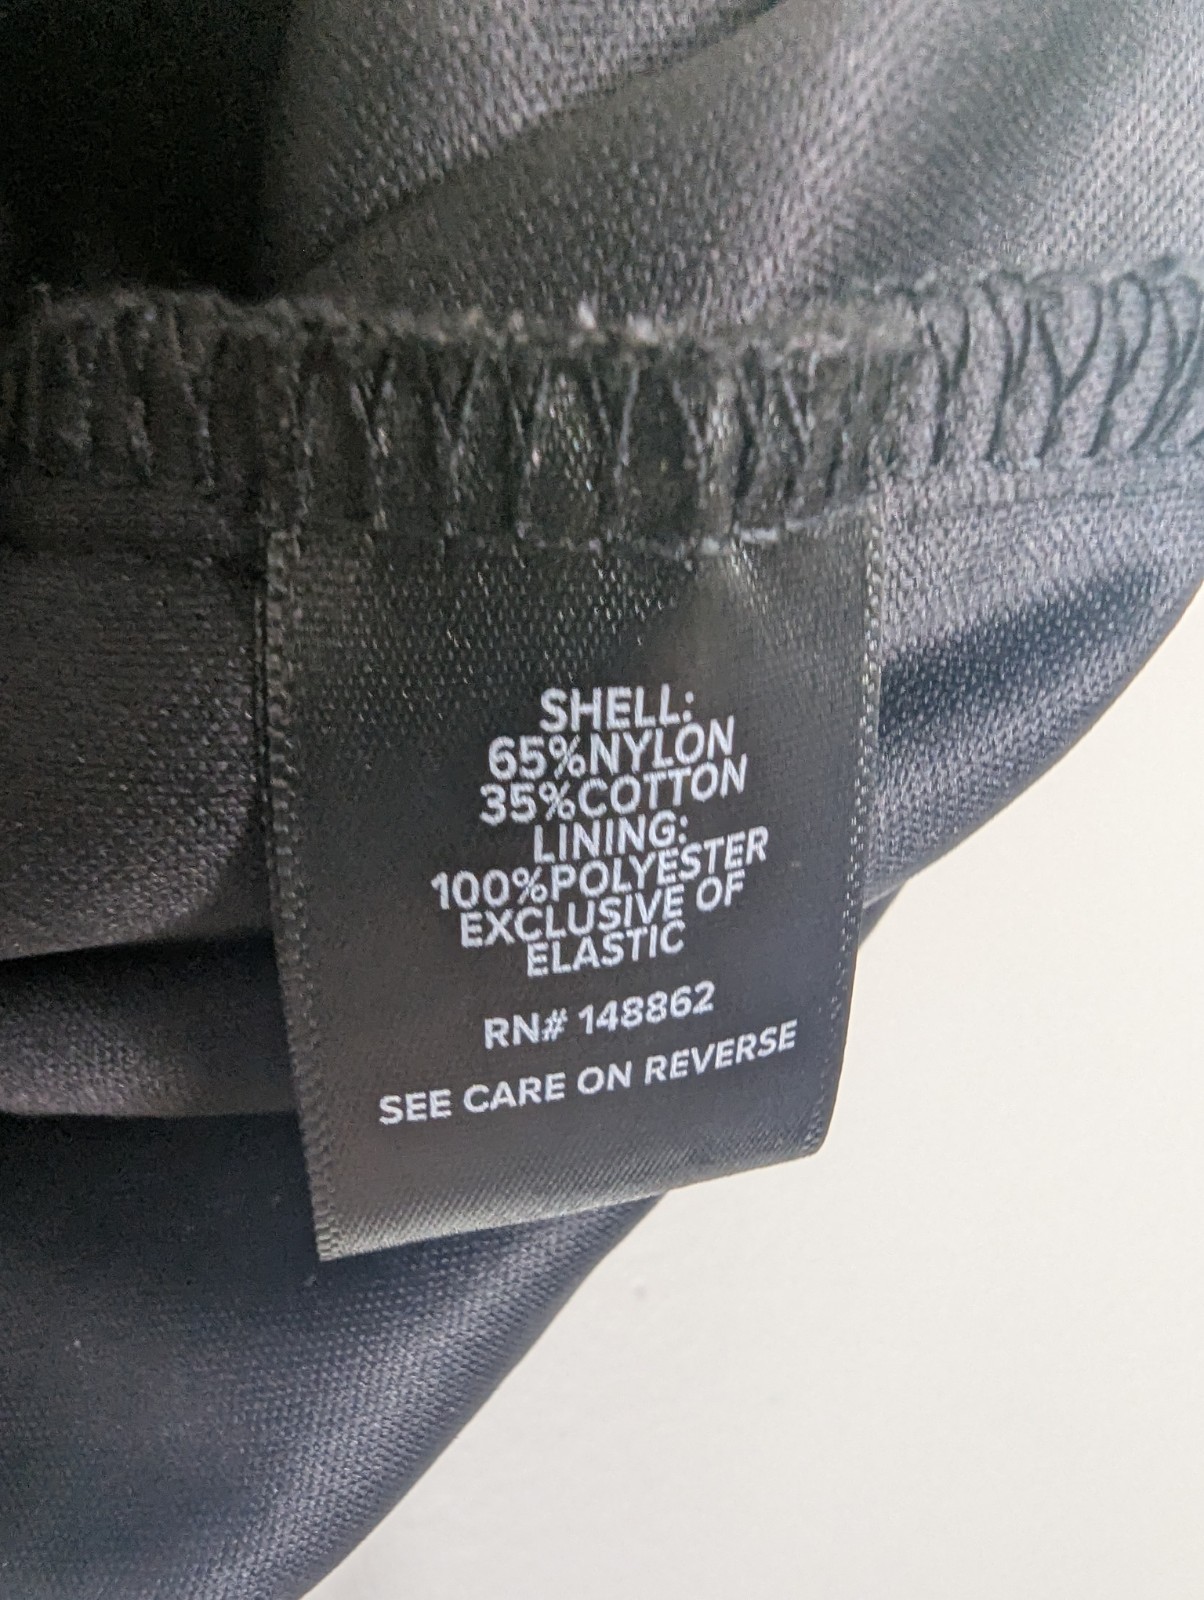 SHELL:
65%NYLON,
35%COTTON
LINING:
100%POLYESTER
EXCLUSIVE OF
ELASTIC
RN# 148862
SEE CARE ON REVERSE